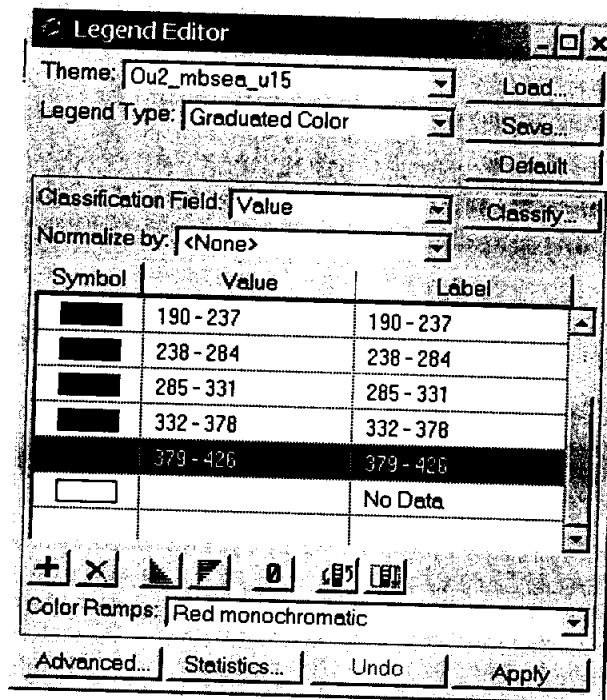 Legend Editor
Theme: Ou2_mbsea_u15 Load...
Legend Type: Graduated Color Save...
Default
Classification Field: Value Classify...
Normalize by: <None>
Symbol Value Label
190 - 237 190 - 237
238 - 284 238 - 284
285 - 331 285 - 331
332 - 378 332 - 378
379 - 426 379 - 426
No Data
Color Ramps: Red monochromatic
Advanced... Statistics... Undo Apply